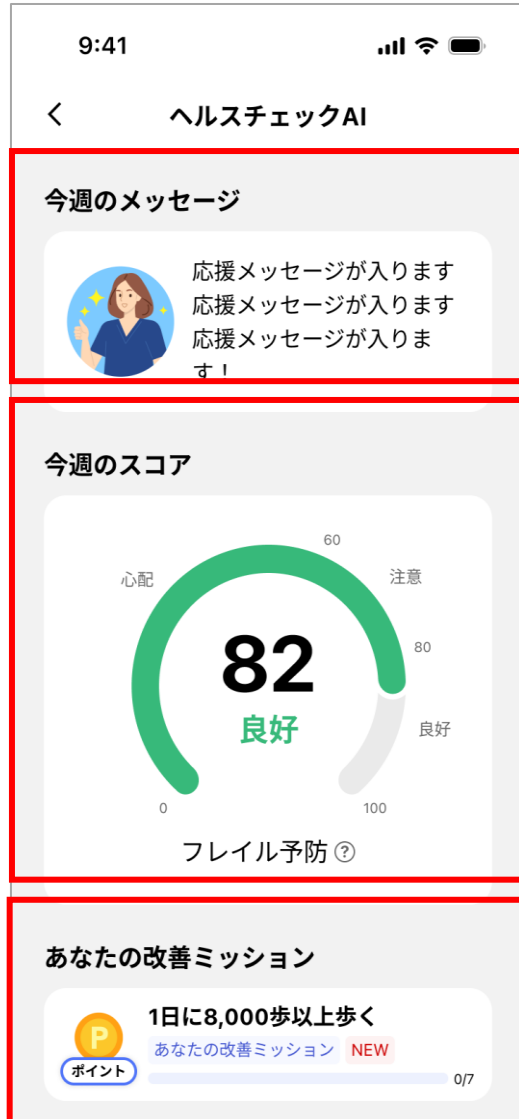 9:41
ヘルスチェックAI
今週のメッセージ
応援メッセージが入ります
応援メッセージが入ります
応援メッセージが入りま
す！
今週のスコア
60
心配
注意
82
80
良好
良好
0
100
フレイル予防 ?
あなたの改善ミッション
1日に8,000歩以上歩く
P
あなたの改善ミッション NEW
ポイント
0/7